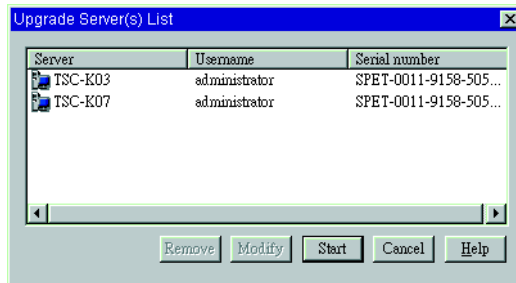 Upgrade Server(s) List
Server Username Serial number
TSC-K03 administrator SPET-0011-9158-505...
TSC-K07 administrator SPET-0011-9158-505...
Remove Modify Start Cancel Help